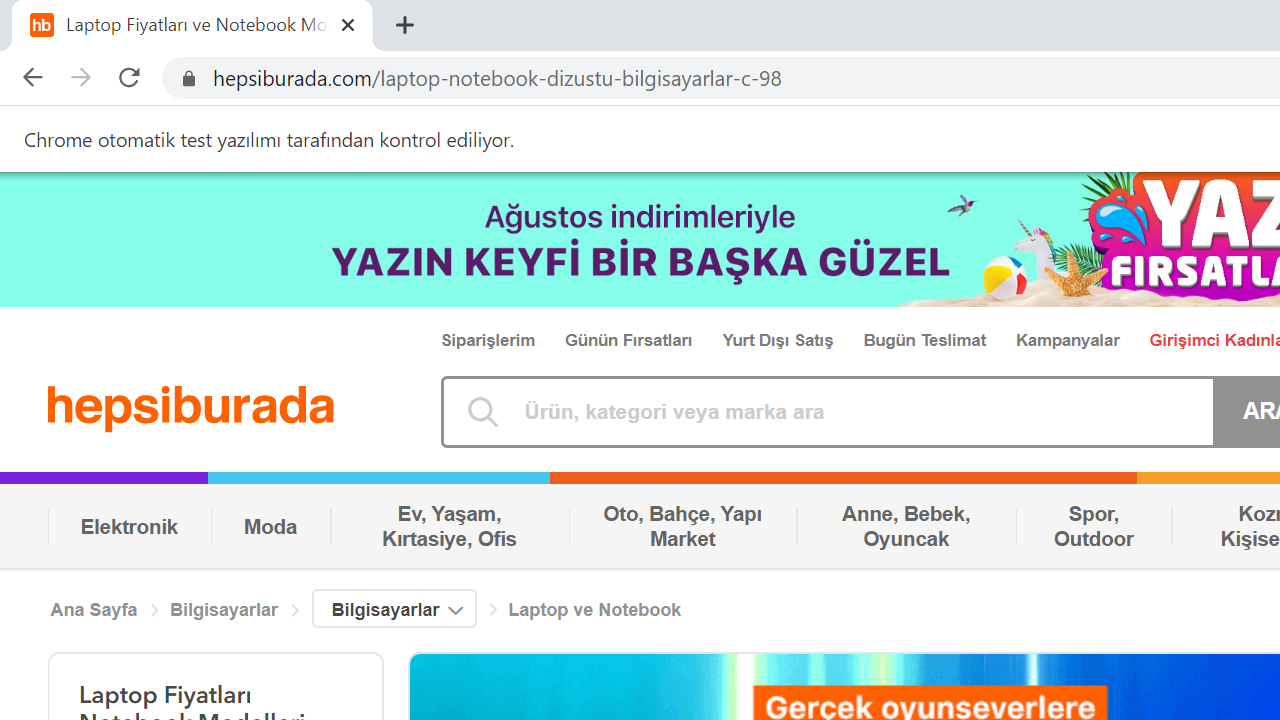 hb Laptop Fiyatları ve Notebook Mo
hepsiburada.com/laptop-notebook-dizustu-bilgisayarlar-c-98
Chrome otomatik test yazılımı tarafından kontrol ediliyor.
Ağustos indirimleriyle
YAZIN KEYFİ BİR BAŞKA GÜZEL
YAZ
FIRSATLA
Siparişlerim Günün Fırsatları Yurt Dışı Satış Bugün Teslimat Kampanyalar Girişimci Kadınla
hepsiburada
Ürün, kategori veya marka ara
ARA
Elektronik
Moda
Ev, Yaşam,
Kırtasiye, Ofis
Oto, Bahçe, Yapı
Market
Anne, Bebek,
Oyuncak
Spor,
Outdoor
Kozm
Kişise
Ana Sayfa Bilgisayarlar Bilgisayarlar Laptop ve Notebook
Laptop Fiyatları
Notebook Modelleri
Gerçek oyunseverlere